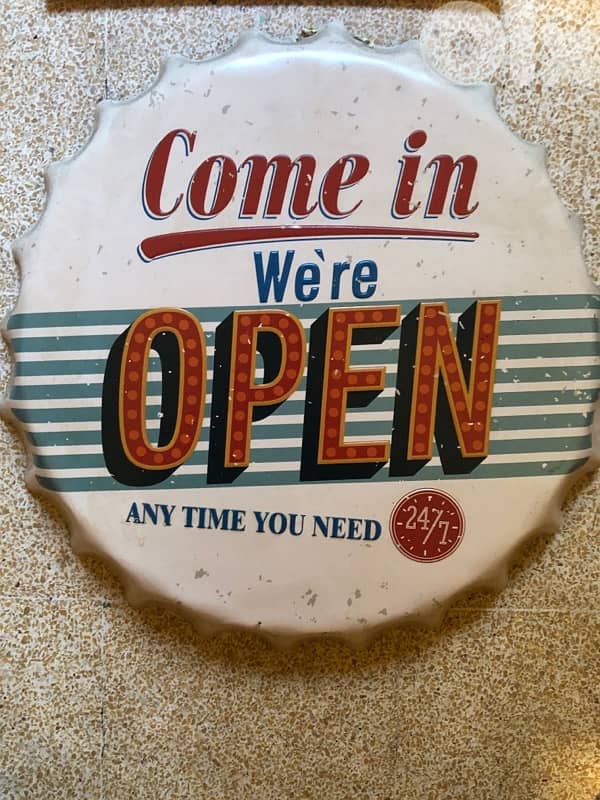 Come in
We`re
OPEN
ANY TIME YOU NEED 24/7